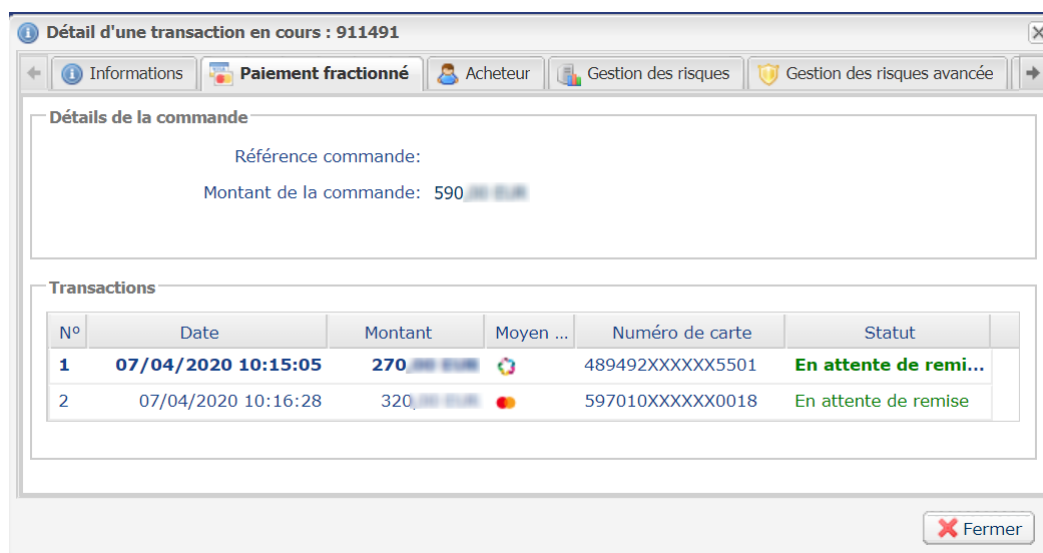 Détail d'une transaction en cours : 911491
Informations Paiement fractionné Acheteur Gestion des risques Gestion des risques avancée
Détails de la commande
Référence commande:
Montant de la commande: 590
Transactions
Nº Date Montant Moyen ... Numéro de carte Statut
1 07/04/2020 10:15:05 270 489492XXXXXX5501 En attente de remi...
2 07/04/2020 10:16:28 320 597010XXXXXX0018 En attente de remise
Fermer